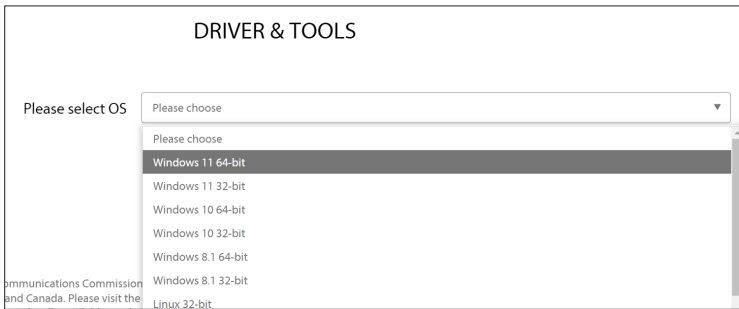 DRIVER & TOOLS
Please select OS
Please choose
Please choose
Windows 11 64-bit
Windows 11 32-bit
Windows 10 64-bit
Windows 10 32-bit
Windows 8.1 64-bit
Windows 8.1 32-bit
Linux 32-bit
ommunications Commission
and Canada. Please visit the